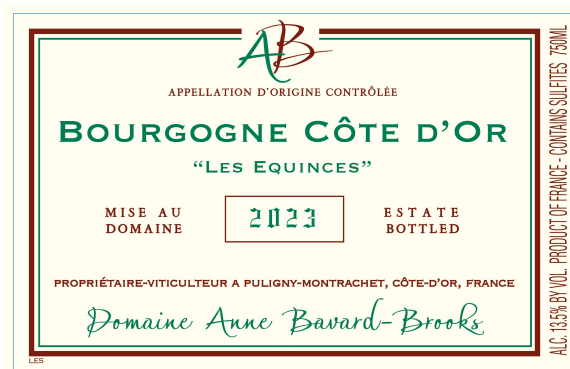 AB
APPELLATION D'ORIGINE CONTRÔLÉE
BOURGOGNE CÔTE D'OR
“LES EQUINCES”
MISE AU
DOMAINE
2023
ESTATE
BOTTLED
PROPRIÉTAIRE-VITICULTEUR A PULIGNY-MONTRACHET, CÔTE-D'OR, FRANCE
Domaine Anne Bavard-Brooks
LES
ALC. 13.5% BY VOL. PRODUCT OF FRANCE - CONTAINS SULFITES 750ML